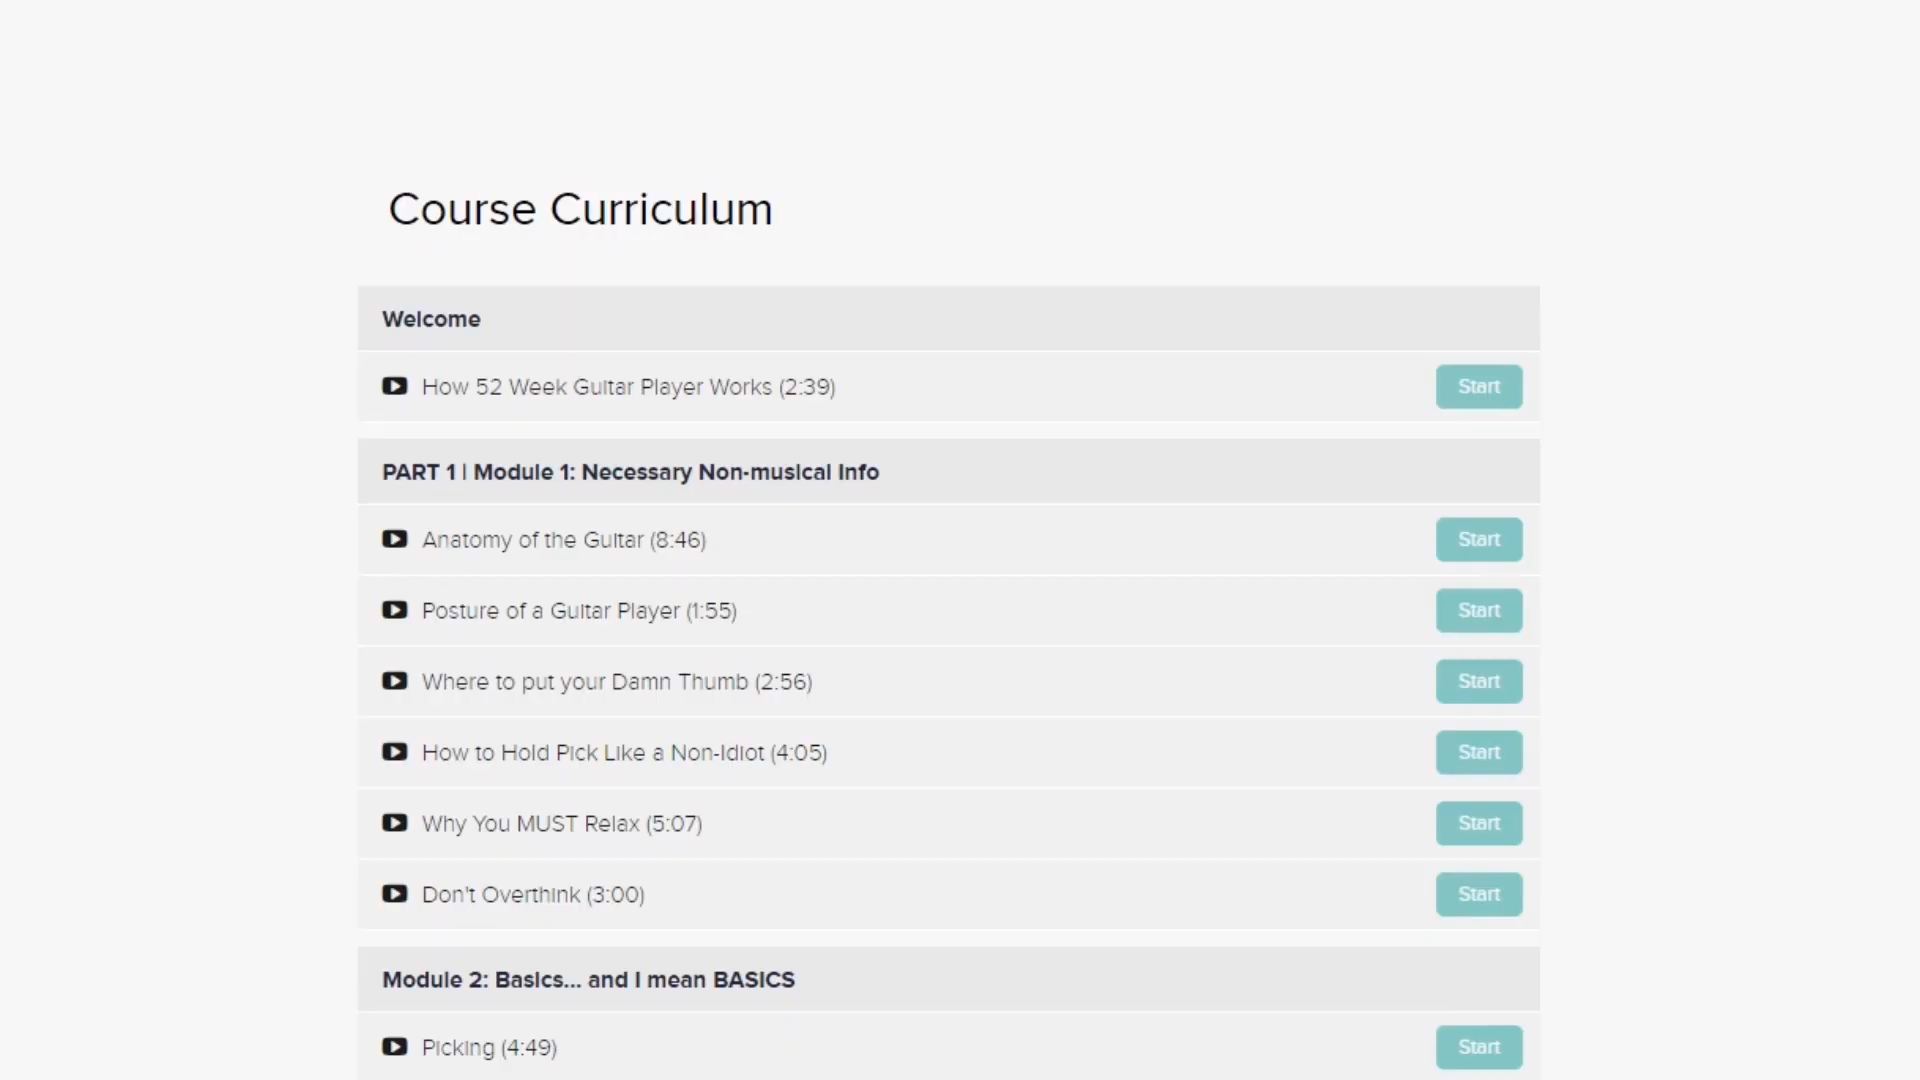 Course Curriculum
Welcome
How 52 Week Guitar Player Works (2:39)
Start
PART 1 | Module 1: Necessary Non-musical Info
Anatomy of the Guitar (8:46)
Start
Posture of a Guitar Player (1:55)
Start
Where to put your Damn Thumb (2:56)
Start
How to Hold Pick Like a Non-Idiot (4:05)
Start
Why You MUST Relax (5:07)
Start
Don't Overthink (3:00)
Start
Module 2: Basics... and I mean BASICS
Picking (4:49)
Start